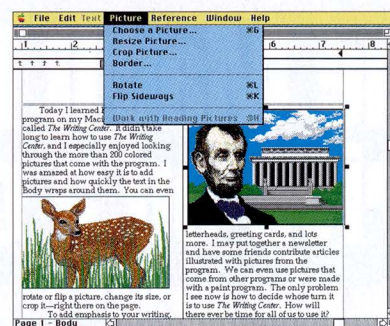 File Edit Text Picture Reference Window Help
Choose a Picture... ⌘G
Resize Picture...
Crop Picture...
Border...
Rotate ⌘L
Flip Sideways ⌘K
Work with Heading Pictures ⌘H
1 2 6 7 8
Today I learned
program on my Maci
called The Writing Center. It didn't take
long to learn how to use The Writing
Center, and I especially enjoyed looking
through the more than 200 colored
pictures that come with the program. I
was amazed at how easy it is to add
pictures and how quickly the text in the
Body wraps around them. You can even
rotate or flip a picture, change its size, or
crop it—right there on the page.
To add emphasis to your writing,
letterheads, greeting cards, and lots
more. I may put together a newsletter
and have some friends contribute articles
illustrated with pictures from the
program. We can even use pictures that
come from other programs or were made
with a paint program. The only problem
I see now is how to decide whose turn it
is to use The Writing Center. How will
there ever be time for all of us to use it?
Page 1 - Body